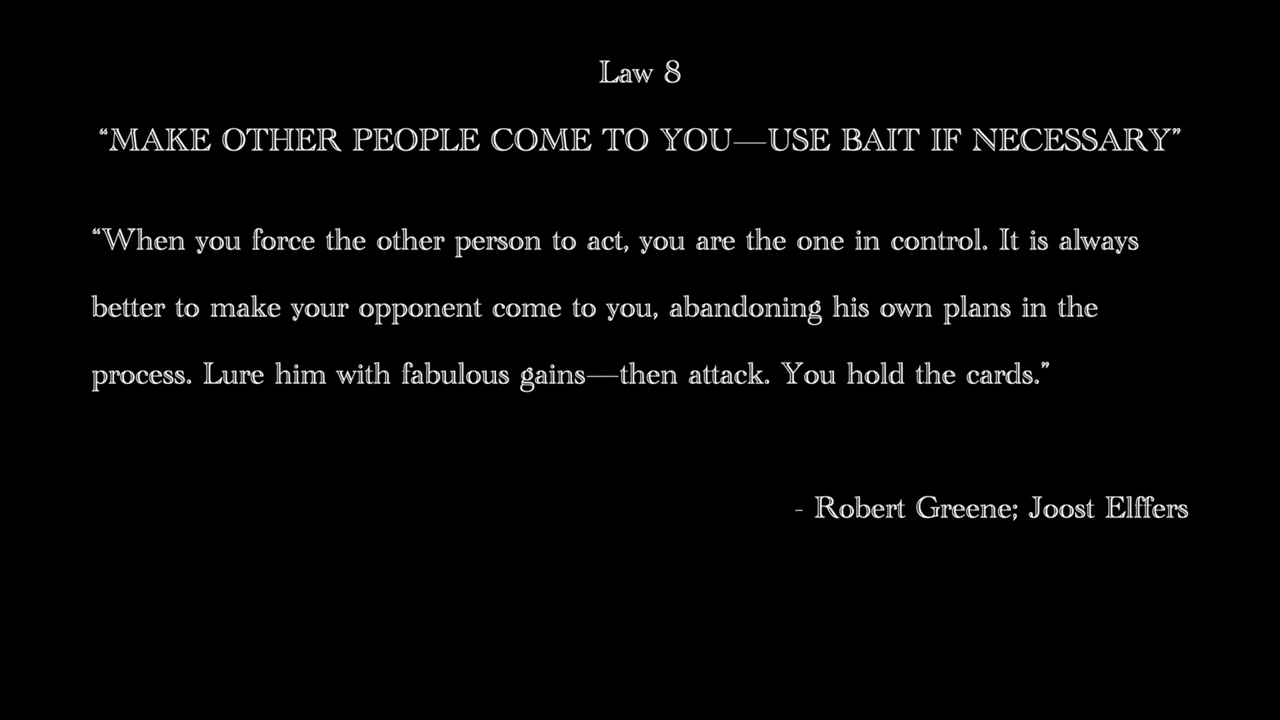 Law 8
“MAKE OTHER PEOPLE COME TO YOU—USE BAIT IF NECESSARY”
“When you force the other person to act, you are the one in control. It is always
better to make your opponent come to you, abandoning his own plans in the
process. Lure him with fabulous gains—then attack. You hold the cards.”
- Robert Greene; Joost Elffers